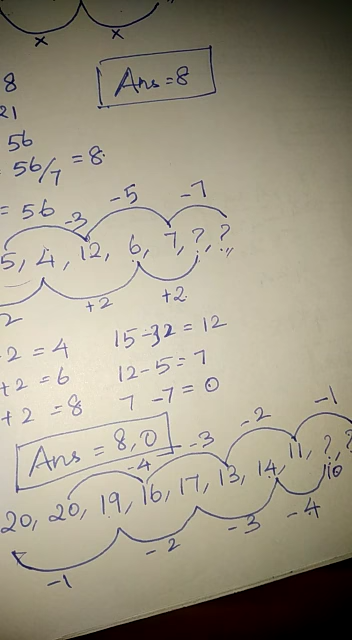 x x
8
Ans = 8
21
56
56/7 = 8
= 56
-3 -5 -7
5, 4, 12, 6, 7, ?, ?
2 +2 +2
-2 = 4 15-32 = 12
+2 = 6 12-5 = 7
+2 = 8 7 -7 = 0
Ans = 8,0
-4 -3 -2 -1
20, 20, 19, 16, 17, 13, 14, 11, ?, ?
10
-1 -2 -3 -4